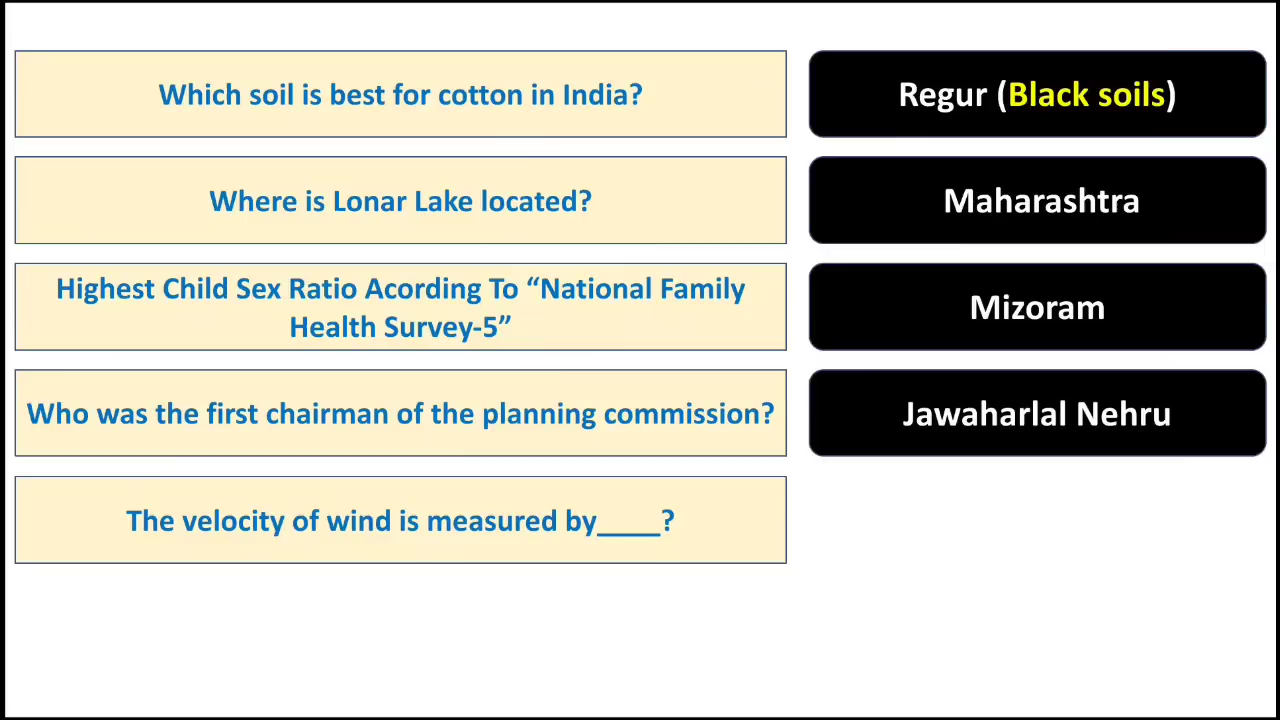 Which soil is best for cotton in India?
Regur (Black soils)
Where is Lonar Lake located?
Maharashtra
Highest Child Sex Ratio Acording To “National Family
Health Survey-5”
Mizoram
Who was the first chairman of the planning commission?
Jawaharlal Nehru
The velocity of wind is measured by____?